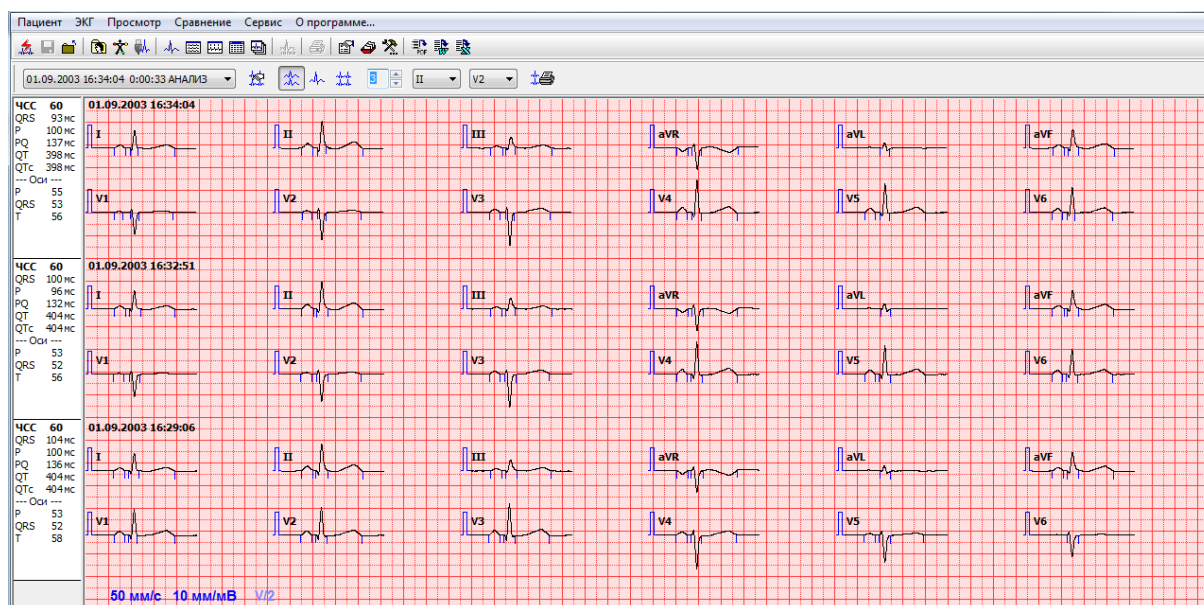 Пациент ЭКГ Просмотр Сравнение Сервис О программе...
01.09.2003 16:34:04 0:00:33 АНАЛИЗ 3 II V2
ЧСС 60 01.09.2003 16:34:04
QRS 93 мс
P 100 мс
PQ 137 мс
QT 398 мс
QTc 398 мс
--- Оси ---
P 55
QRS 53
T 56
I II III aVR aVL aVF
V1 V2 V3 V4 V5 V6
ЧСС 60 01.09.2003 16:32:51
QRS 100 мс
P 96 мс
PQ 132 мс
QT 404 мс
QTc 404 мс
--- Оси ---
P 53
QRS 52
T 56
I II III aVR aVL aVF
V1 V2 V3 V4 V5 V6
ЧСС 60 01.09.2003 16:29:06
QRS 104 мс
P 100 мс
PQ 136 мс
QT 404 мс
QTc 404 мс
--- Оси ---
P 53
QRS 52
T 58
I II III aVR aVL aVF
V1 V2 V3 V4 V5 V6
50 мм/с 10 мм/мВ V/2